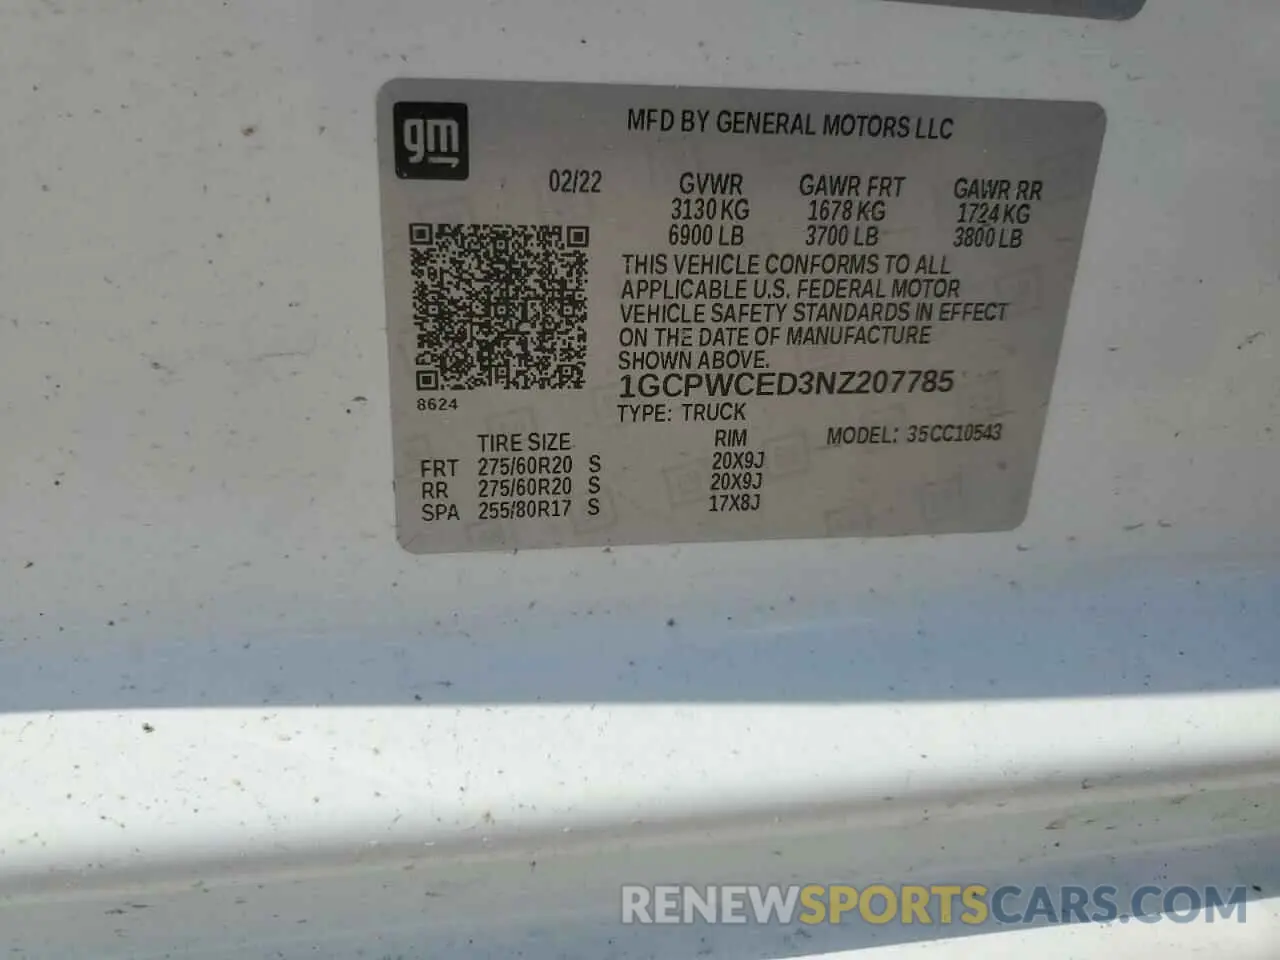 gm
MFD BY GENERAL MOTORS LLC
02/22
GVWR GAWR FRT GAWR RR
3130 KG 1678 KG 1724 KG
6900 LB 3700 LB 3800 LB
THIS VEHICLE CONFORMS TO ALL
APPLICABLE U.S. FEDERAL MOTOR
VEHICLE SAFETY STANDARDS IN EFFECT
ON THE DATE OF MANUFACTURE
SHOWN ABOVE.
1GCPWCED3NZ207785
8624
TYPE: TRUCK
TIRE SIZE RIM MODEL: 35CC10543
FRT 275/60R20 S 20X9J
RR 275/60R20 S 20X9J
SPA 255/80R17 S 17X8J
RENEWSPORTSCARS.COM